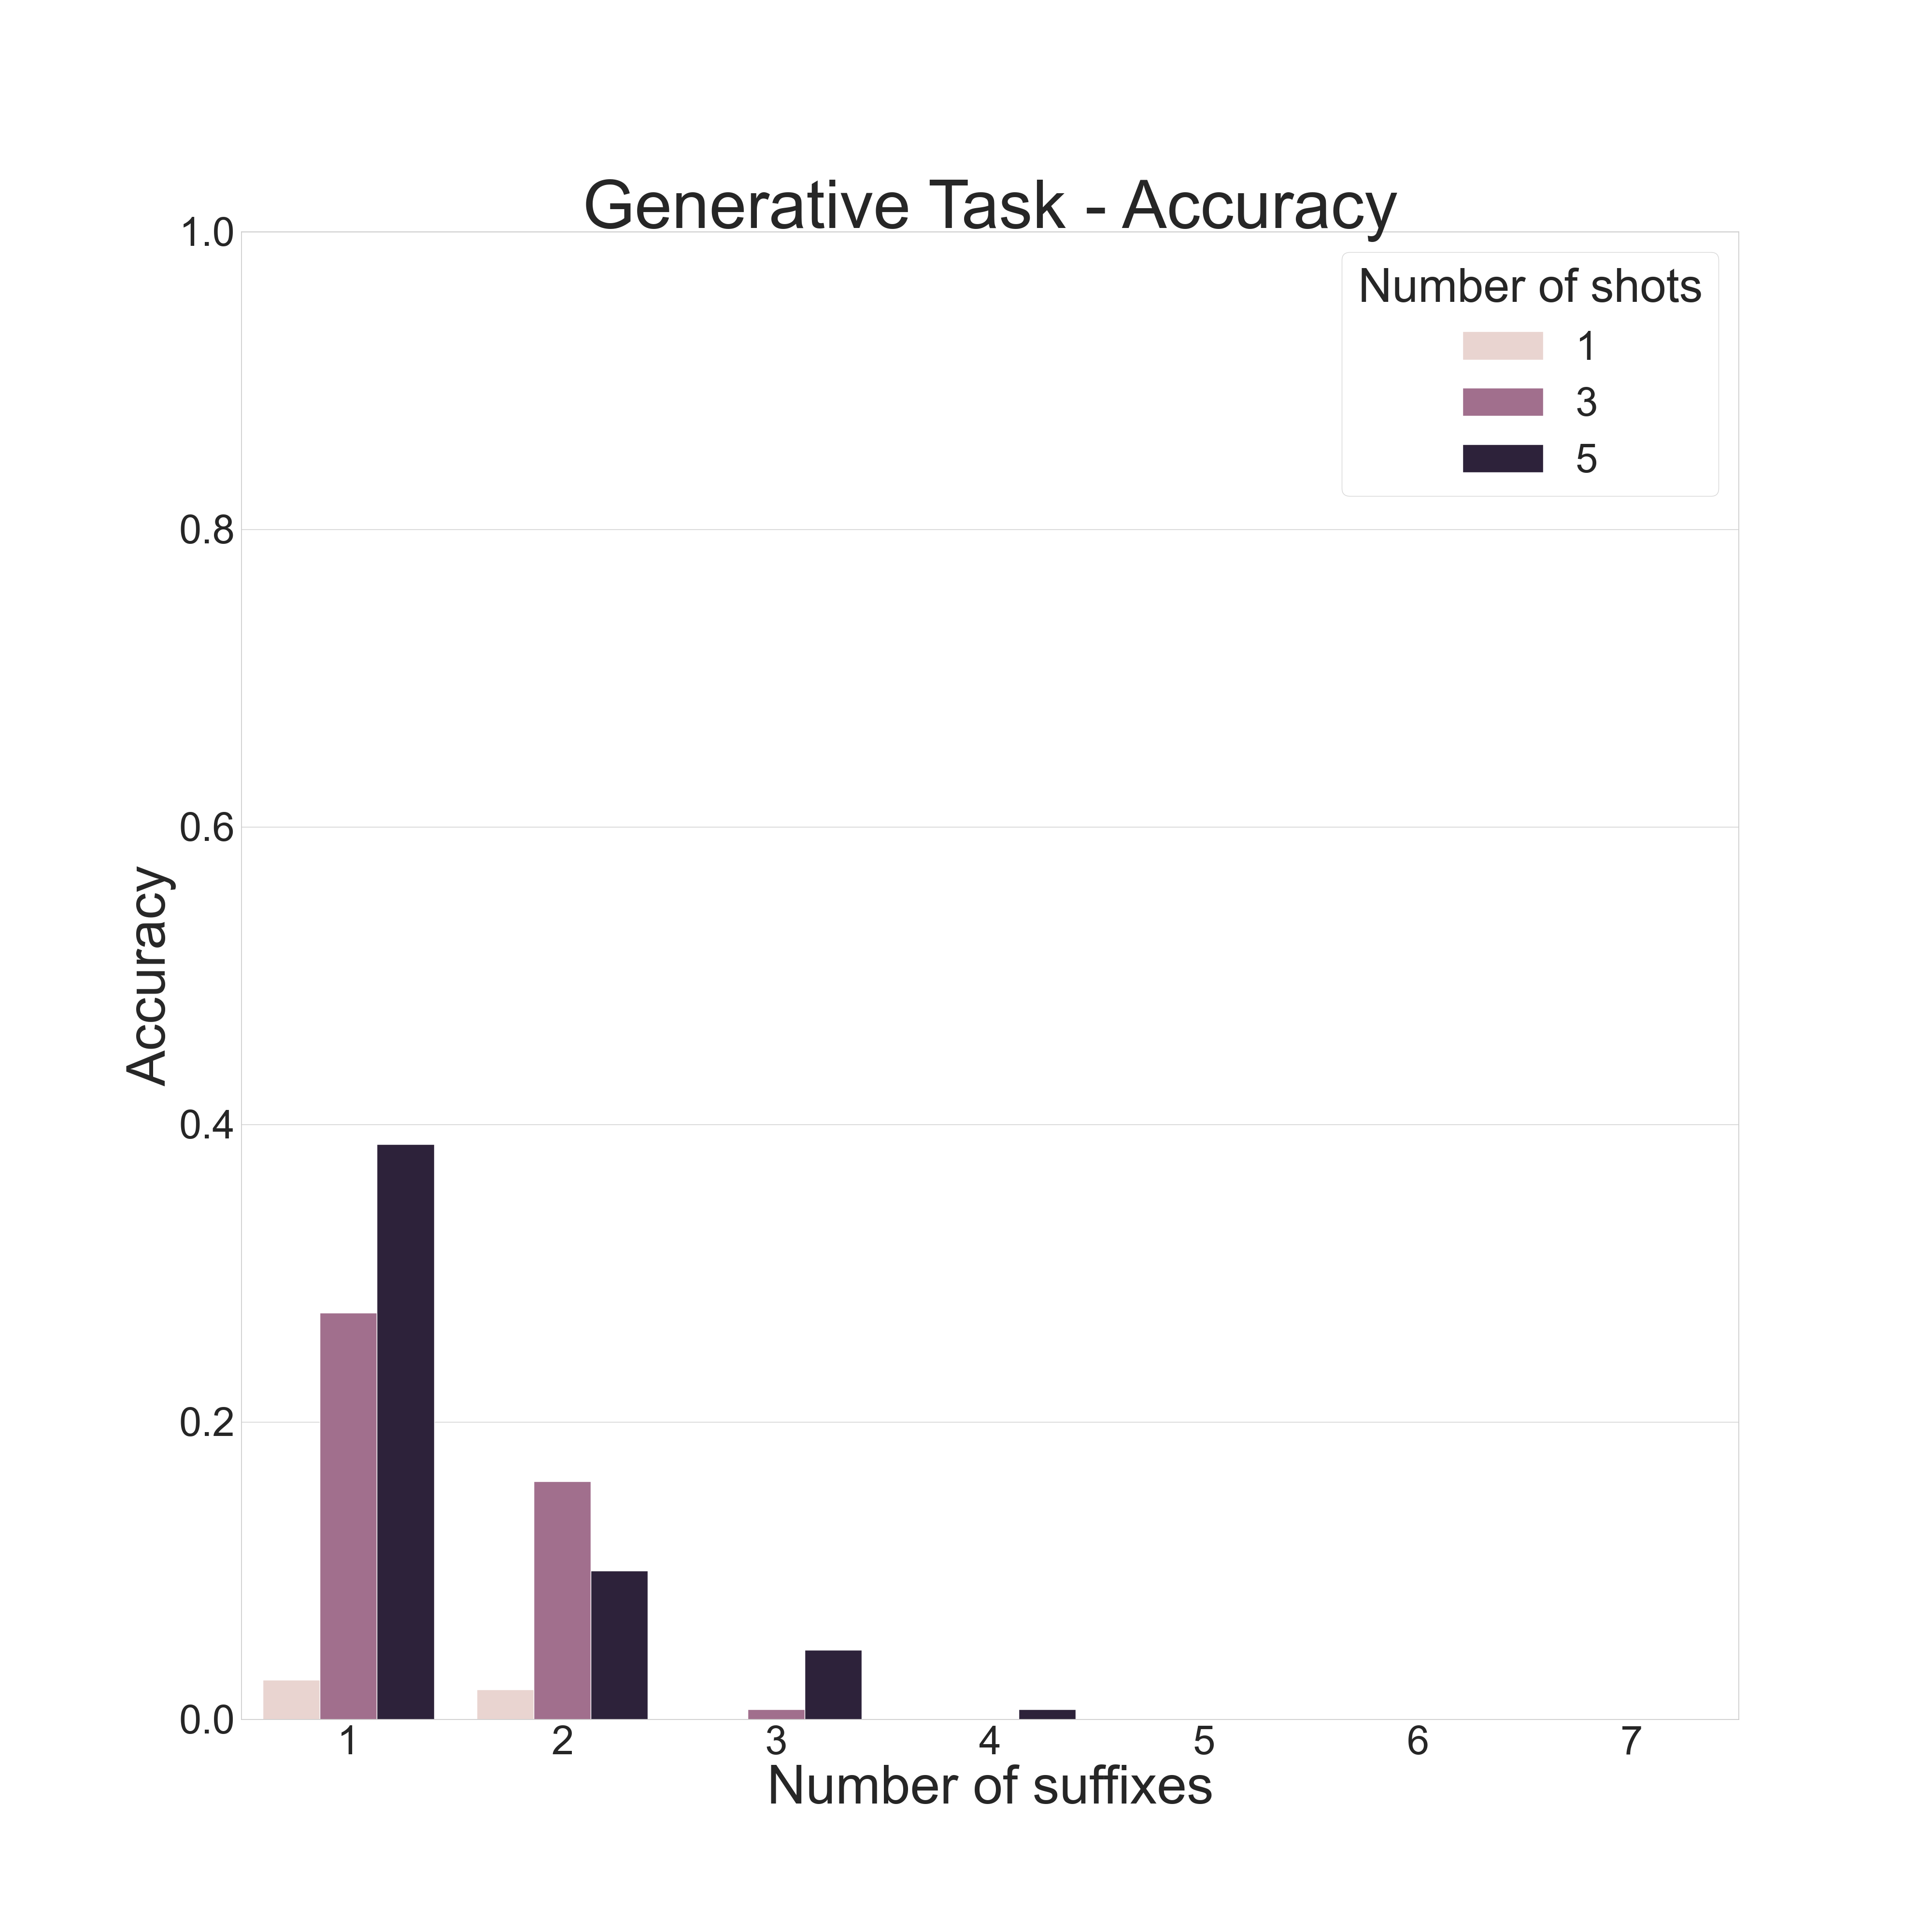 Generative Task - Accuracy
Number of shots
1
3
5
1.0
0.8
0.6
0.4
0.2
0.0
Accuracy
1 2 3 4 5 6 7
Number of suffixes